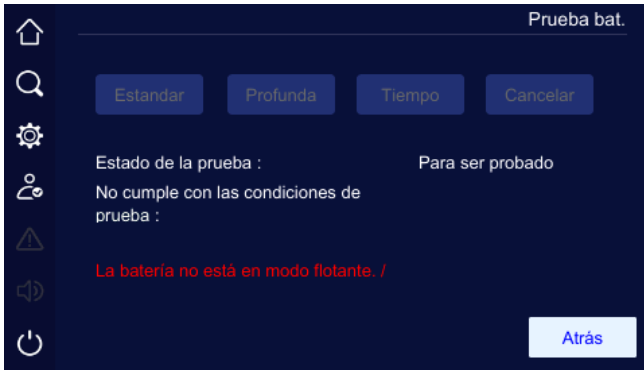 Prueba bat.
Estandar Profunda Tiempo Cancelar
Estado de la prueba : Para ser probado
No cumple con las condiciones de
prueba :
La batería no está en modo flotante. /
Atrás